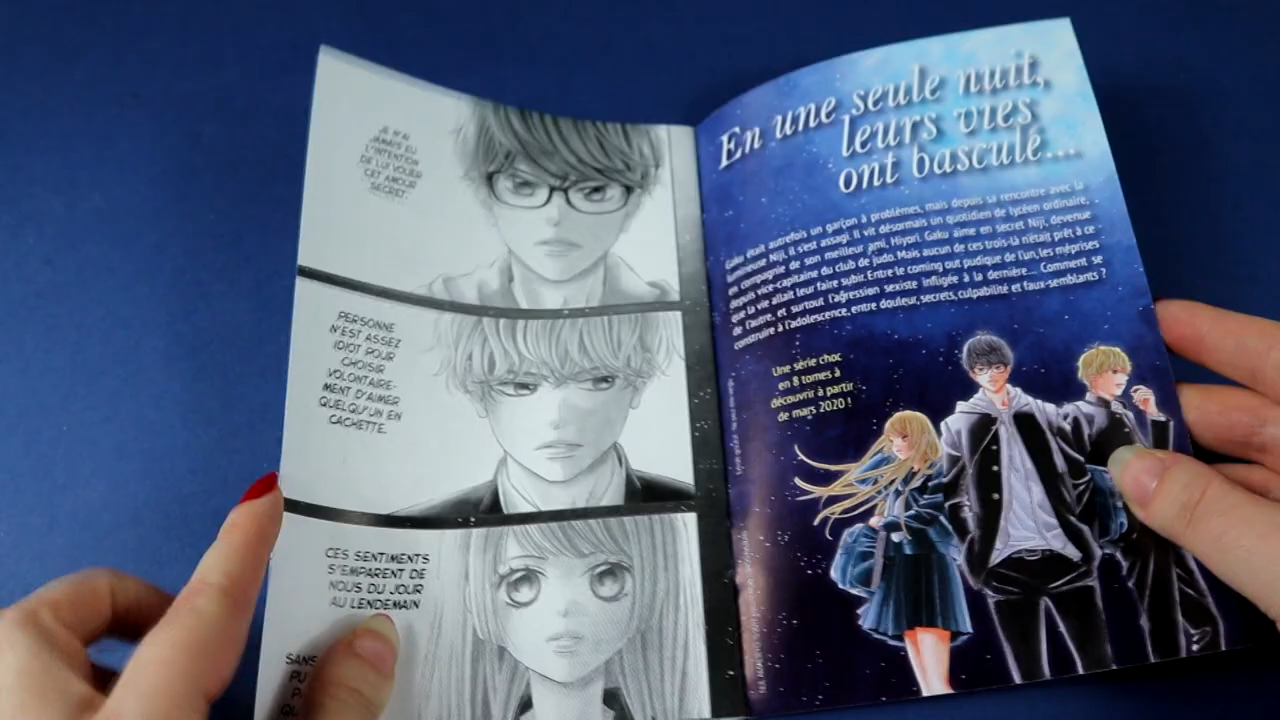 JE N'AI
JAMAIS EU
L'INTENTION
DE LUI VOUER
CET AMOUR
SECRET.
PERSONNE
N'EST ASSEZ
IDIOT POUR
CHOISIR
VOLONTAIRE-
MENT D'AIMER
QUELQU'UN EN
CACHETTE.
CES SENTIMENTS
S'EMPARENT DE
NOUS DU JOUR
AU LENDEMAIN
SANS
En une seule nuit,
leurs vies
ont basculé...
Gaku était autrefois un garçon à problèmes, mais depuis sa rencontre avec la
lumineuse Niji, il s'est assagi. Il vit désormais un quotidien de lycéen ordinaire,
en compagnie de son meilleur ami, Hiyori. Gaku aime en secret Niji, devenue
depuis vice-capitaine du club de judo. Mais aucun de ces trois-là n'était prêt à ce
que la vie allait leur faire subir. Entre le coming out pudique de l'un, les méprises
de l'autre, et surtout l'agression sexiste infligée à la dernière... Comment se
construire à l'adolescence, entre douleur, secrets, culpabilité et faux-semblants ?
Une série choc
en 8 tomes à
découvrir à partir
de mars 2020 !